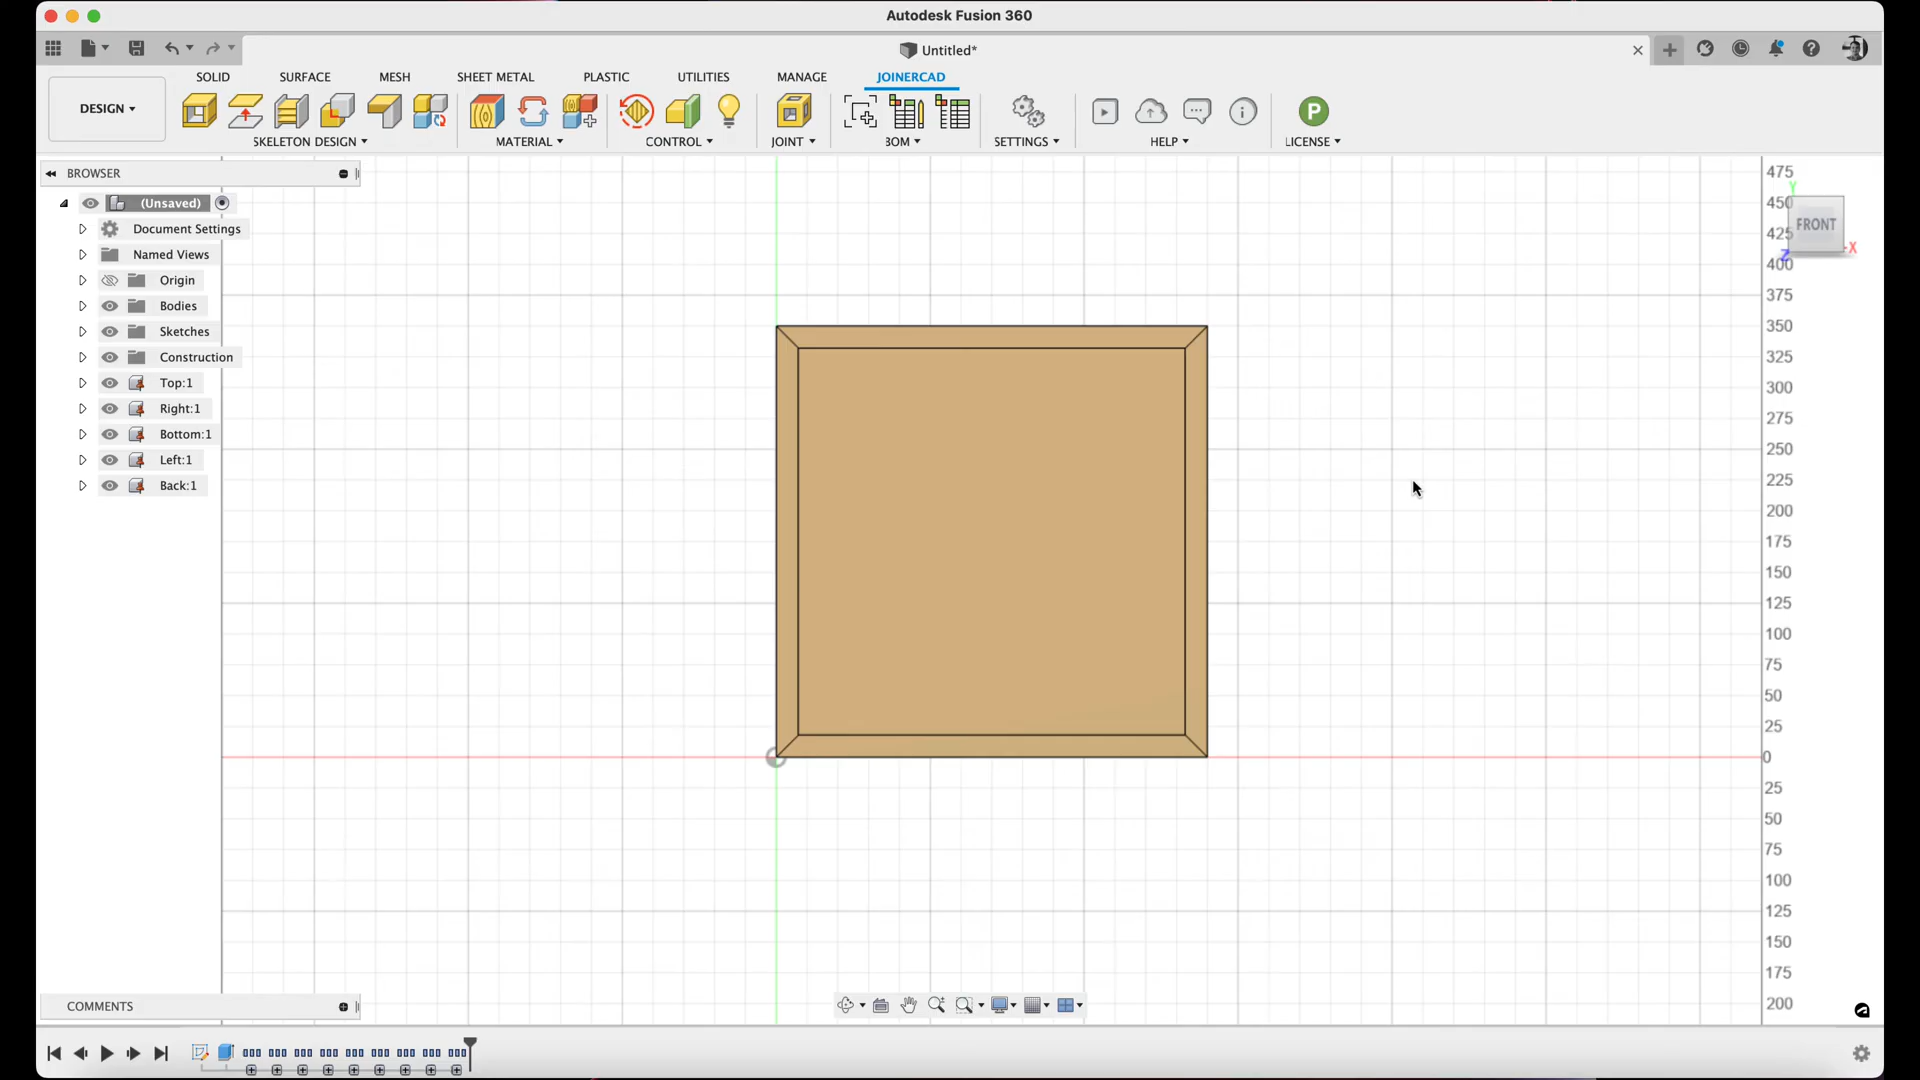 Autodesk Fusion 360
Untitled*
SOLID SURFACE MESH SHEET METAL PLASTIC UTILITIES MANAGE JOINERCAD
DESIGN
P
SKELETON DESIGN MATERIAL CONTROL JOINT BOM SETTINGS HELP LICENSE
BROWSER
(Unsaved)
Document Settings
Named Views
Origin
Bodies
Sketches
Construction
Top:1
Right:1
Bottom:1
Left:1
Back:1
Y
FRONT
X
Z
475
450
425
400
375
350
325
300
275
250
225
200
175
150
125
100
75
50
25
0
25
50
75
100
125
150
175
200
COMMENTS